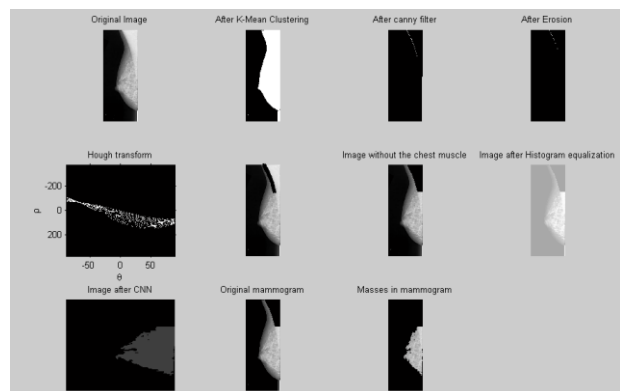 Original Image
After K-Mean Clustering
After canny filter
After Erosion
Hough transform
Image without the chest muscle
Image after Histogram equalization
-200
0
200
ρ
-50
0
50
θ
Image after CNN
Original mammogram
Masses in mammogram